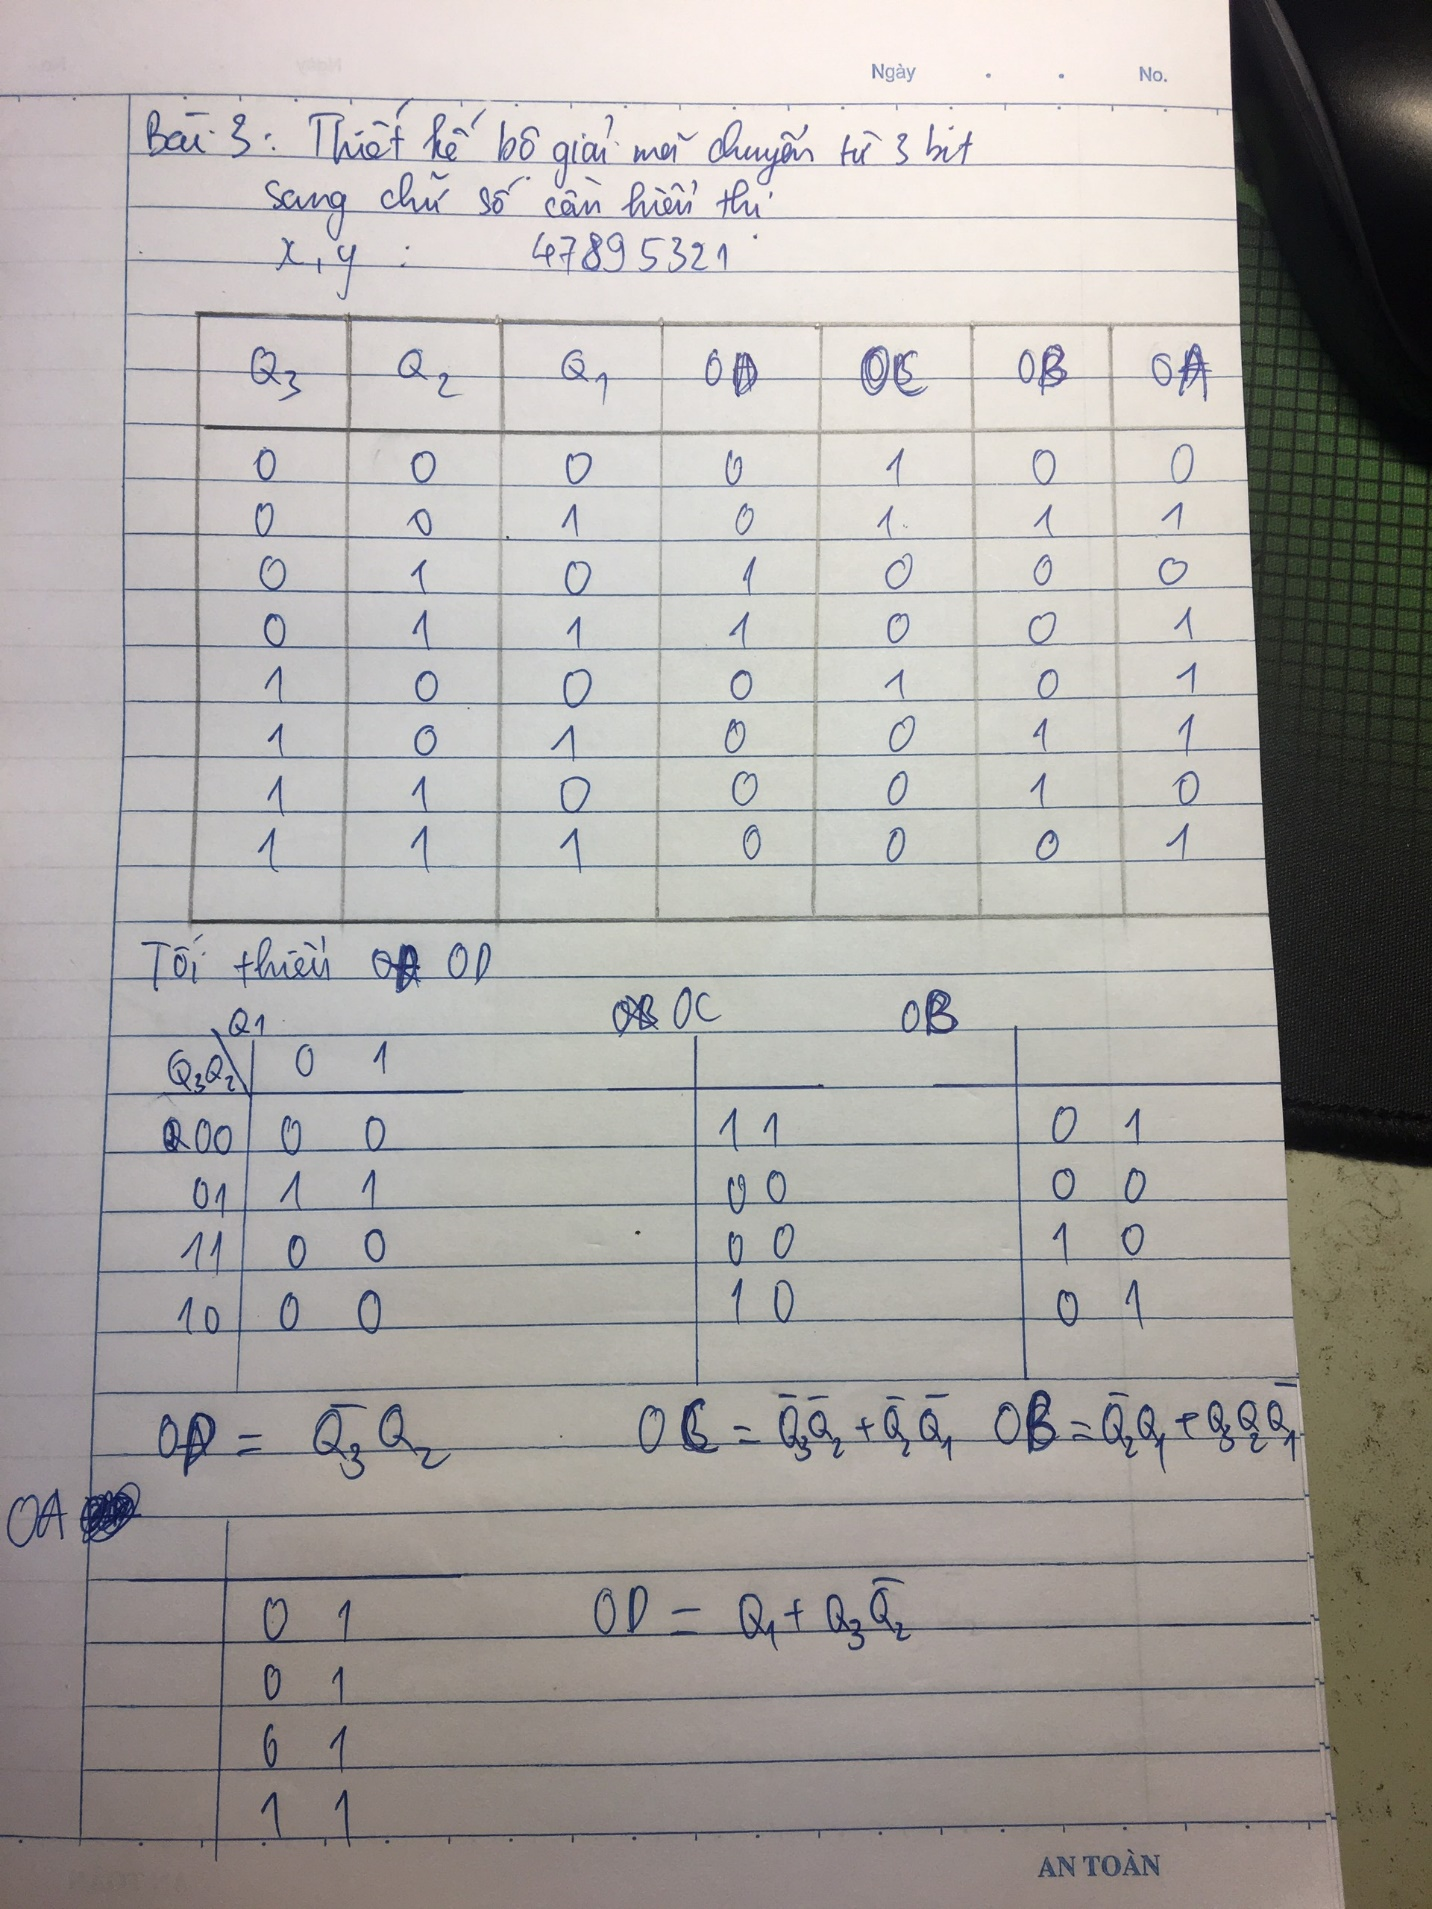 Ngày . . No.
Bài 3: Thiết kế bộ giải mã chuyển từ 3 bit
sang chữ số cần hiển thị
x, y : 47895321
Q3 Q2 Q1 OD OC OB OA
0 0 0 0 1 0 0
0 0 1 0 1 1 1
0 1 0 1 0 0 0
0 1 1 1 0 0 1
1 0 0 0 1 0 1
1 0 1 0 0 1 1
1 1 0 0 0 1 0
1 1 1 0 0 0 1
Tối thiểu OD
OC OB
Q1
Q3Q2 0 1
00 0 0 1 1 0 1
01 1 1 0 0 0 0
11 0 0 0 0 1 0
10 0 0 1 0 0 1
OD = Q̅3 Q2 OC = Q̅3Q̅2 + Q̅2Q̅1 OB = Q̅2Q1 + Q3Q2Q̅1
OA
0 1 OD = Q1 + Q3Q̅2
0 1
0 1
1 1
AN TOÀN